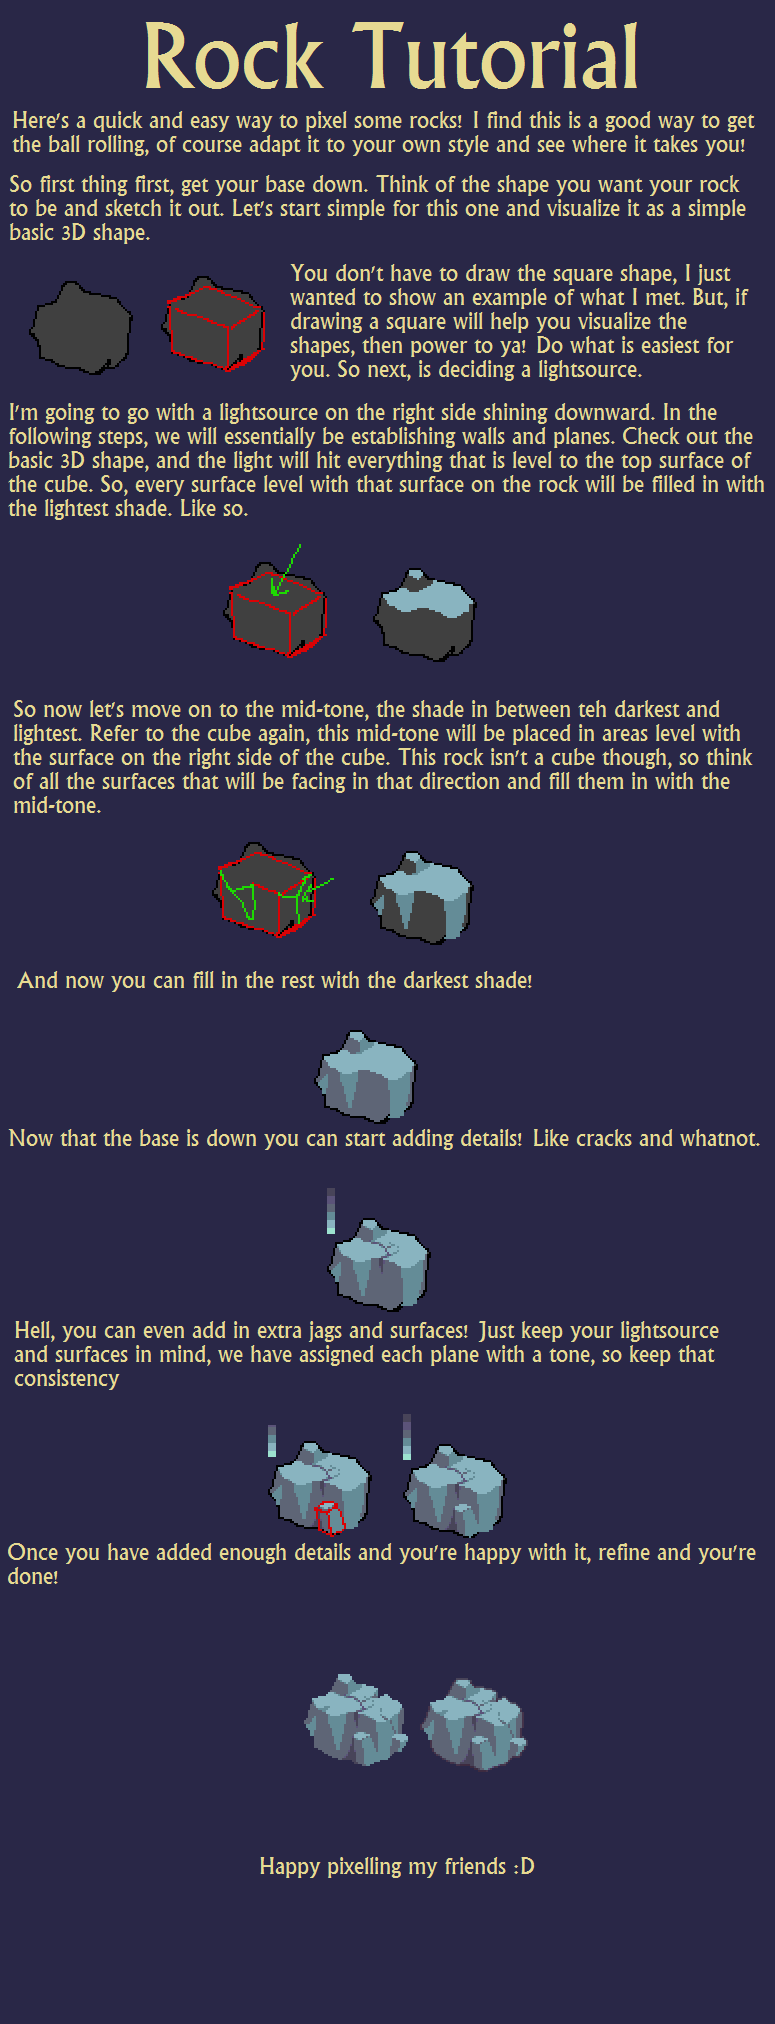 Rock Tutorial
Here's a quick and easy way to pixel some rocks! I find this is a good way to get
the ball rolling, of course adapt it to your own style and see where it takes you!
So first thing first, get your base down. Think of the shape you want your rock
to be and sketch it out. Let's start simple for this one and visualize it as a simple
basic 3D shape.
You don't have to draw the square shape, I just
wanted to show an example of what I met. But, if
drawing a square will help you visualize the
shapes, then power to ya! Do what is easiest for
you. So next, is deciding a lightsource.
I'm going to go with a lightsource on the right side shining downward. In the
following steps, we will essentially be establishing walls and planes. Check out the
basic 3D shape, and the light will hit everything that is level to the top surface of
the cube. So, every surface level with that surface on the rock will be filled in with
the lightest shade. Like so.
So now let's move on to the mid-tone, the shade in between teh darkest and
lightest. Refer to the cube again, this mid-tone will be placed in areas level with
the surface on the right side of the cube. This rock isn't a cube though, so think
of all the surfaces that will be facing in that direction and fill them in with the
mid-tone.
And now you can fill in the rest with the darkest shade!
Now that the base is down you can start adding details! Like cracks and whatnot.
Hell, you can even add in extra jags and surfaces! Just keep your lightsource
and surfaces in mind, we have assigned each plane with a tone, so keep that
consistency
Once you have added enough details and you're happy with it, refine and you're
done!
Happy pixelling my friends :D